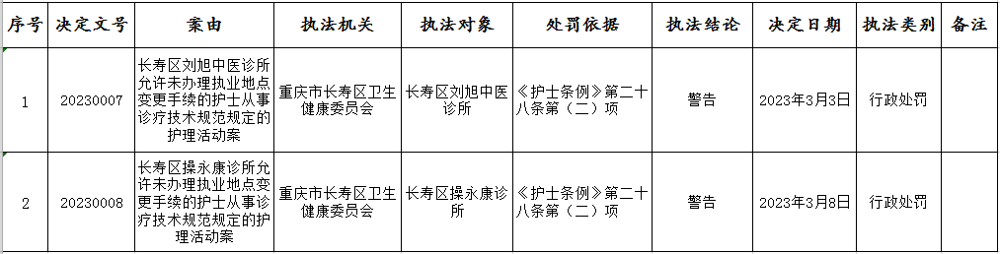 序号 决定文号 案由 执法机关 执法对象 处罚依据 执法结论 决定日期 执法类别 备注
1
20230007
长寿区刘旭中医诊所
允许未办理执业地点
变更手续的护士从事
诊疗技术规范规定的
护理活动案
重庆市长寿区卫生
健康委员会
长寿区刘旭中医
诊所
《护士条例》第二十
八条第（二）项
警告
2023年3月3日
行政处罚
2
20230008
长寿区操永康诊所允
许未办理执业地点变
更手续的护士从事诊
疗技术规范规定的护
理活动案
重庆市长寿区卫生
健康委员会
长寿区操永康诊
所
《护士条例》第二十
八条第（二）项
警告
2023年3月8日
行政处罚